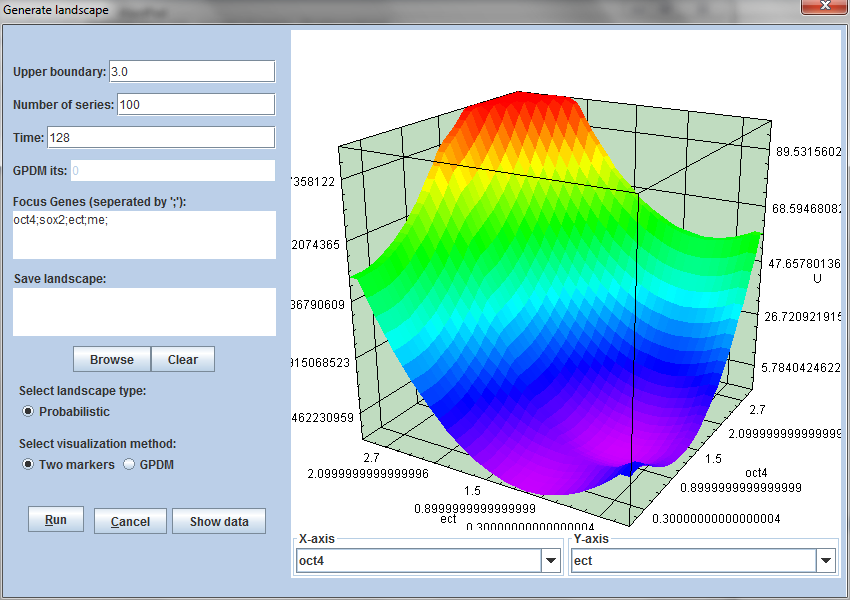 Generate landscape
Upper boundary: 3.0
Number of series: 100
Time: 128
GPDM its: 0
Focus Genes (seperated by ';'):
oct4;sox2;ect;me;
Save landscape:
Browse Clear
Select landscape type:
Probabilistic
Select visualization method:
Two markers GPDM
Run Cancel Show data
7358122
2074365
36790609
915068523
462230959
89.5315602
68.59468082
47.65780136
U
26.720921915
5.7840424622
2.7
2.0999999999999996
1.5
0.8999999999999999
ect
0.30000000000000004
2.7
2.0999999999999999
1.5
oct4
0.8999999999999999
0.30000000000000004
X-axis
oct4
Y-axis
ect